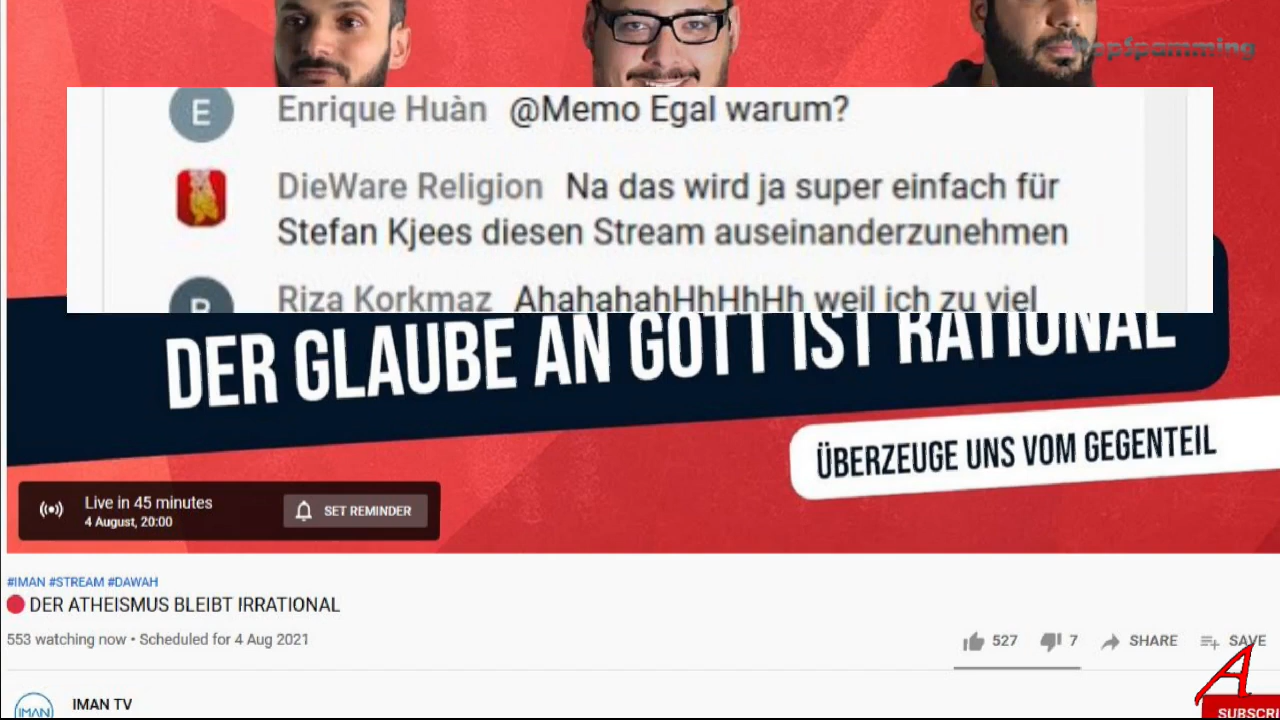 TopSpamming
E
Enrique Huàn @Memo Egal warum?
DieWare Religion Na das wird ja super einfach für
Stefan Kjees diesen Stream auseinanderzunehmen
R
Riza Korkmaz AhahahahHhHhHh weil ich zu viel
DER GLAUBE AN GOTT IST RATIONAL
ÜBERZEUGE UNS VOM GEGENTEIL
Live in 45 minutes
4 August, 20:00
SET REMINDER
#IMAN #STREAM #DAWAH
DER ATHEISMUS BLEIBT IRRATIONAL
553 watching now • Scheduled for 4 Aug 2021
527
7
SHARE
SAVE
A
IMAN
IMAN TV
SUBSCRI